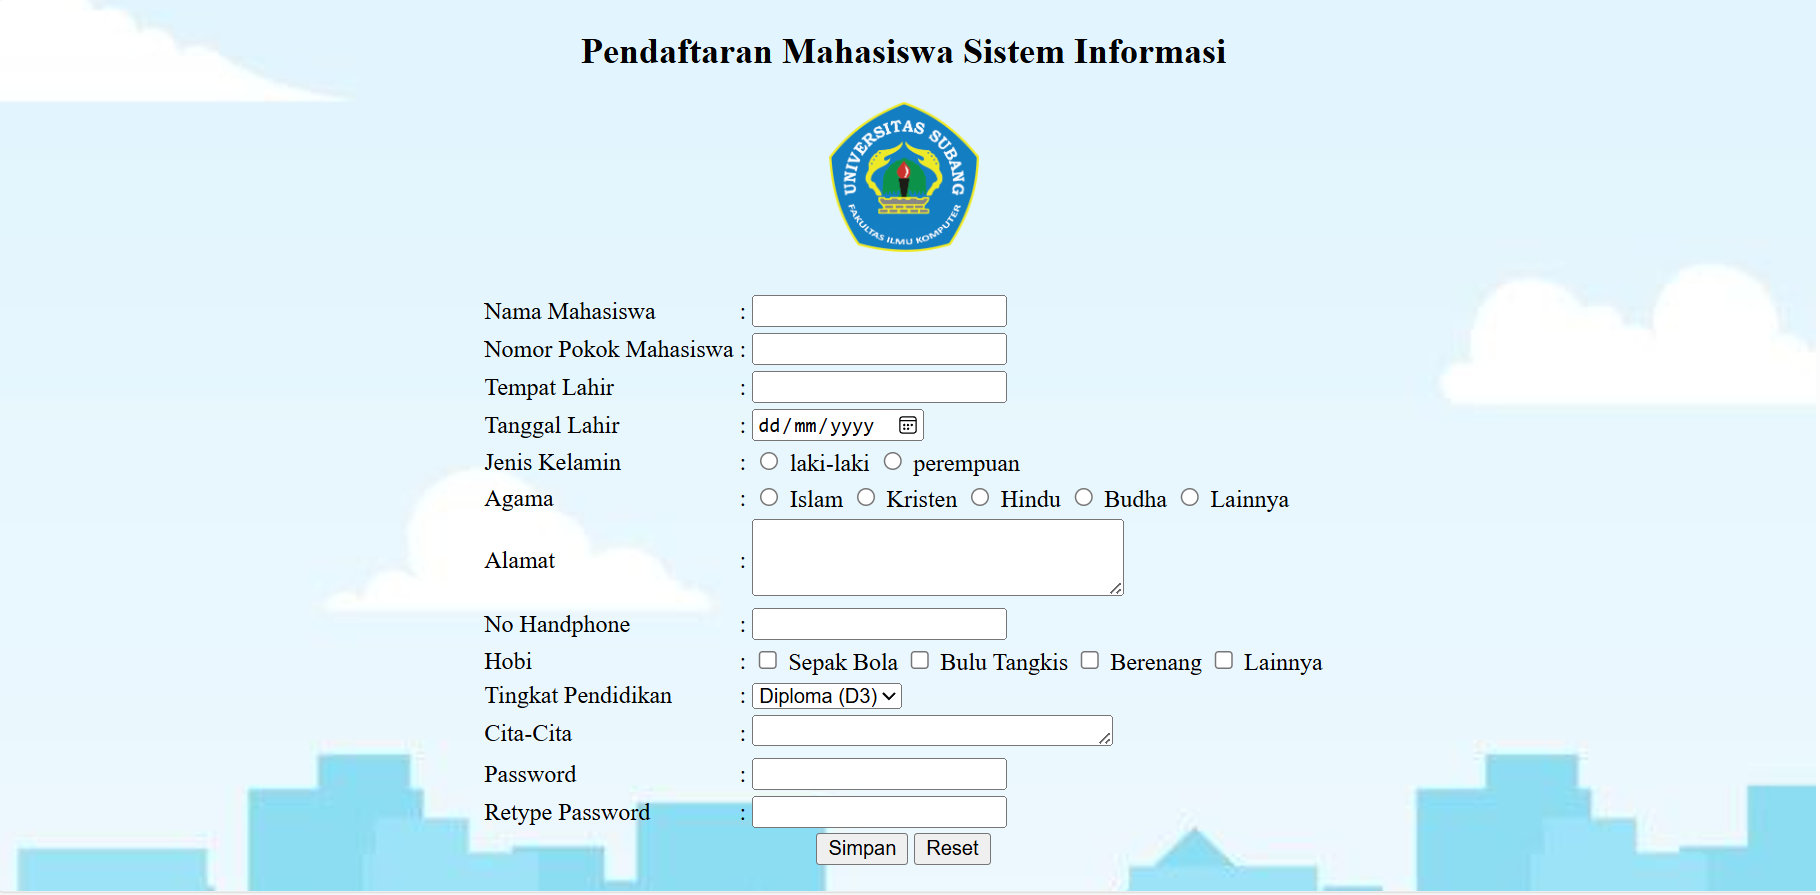 Pendaftaran Mahasiswa Sistem Informasi
UNIVERSITAS SUBANG
FAKULTAS ILMU KOMPUTER
Nama Mahasiswa :
Nomor Pokok Mahasiswa :
Tempat Lahir :
Tanggal Lahir : dd/mm/yyyy
Jenis Kelamin : laki-laki perempuan
Agama : Islam Kristen Hindu Budha Lainnya
Alamat :
No Handphone :
Hobi : Sepak Bola Bulu Tangkis Berenang Lainnya
Tingkat Pendidikan : Diploma (D3)
Cita-Cita :
Password :
Retype Password :
Simpan Reset